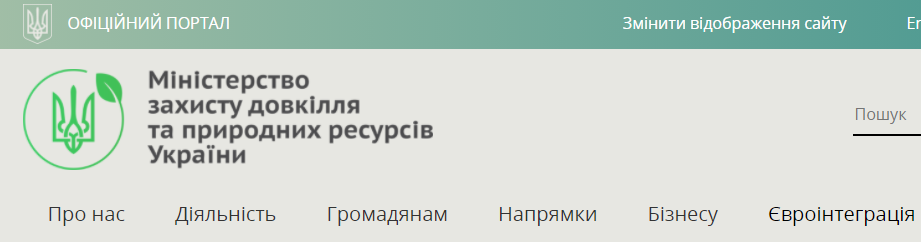 ОФІЦІЙНИЙ ПОРТАЛ
Змінити відображення сайту
En
Міністерство
захисту довкілля
та природних ресурсів
України
Пошук
Про нас
Діяльність
Громадянам
Напрямки
Бізнесу
Євроінтеграція